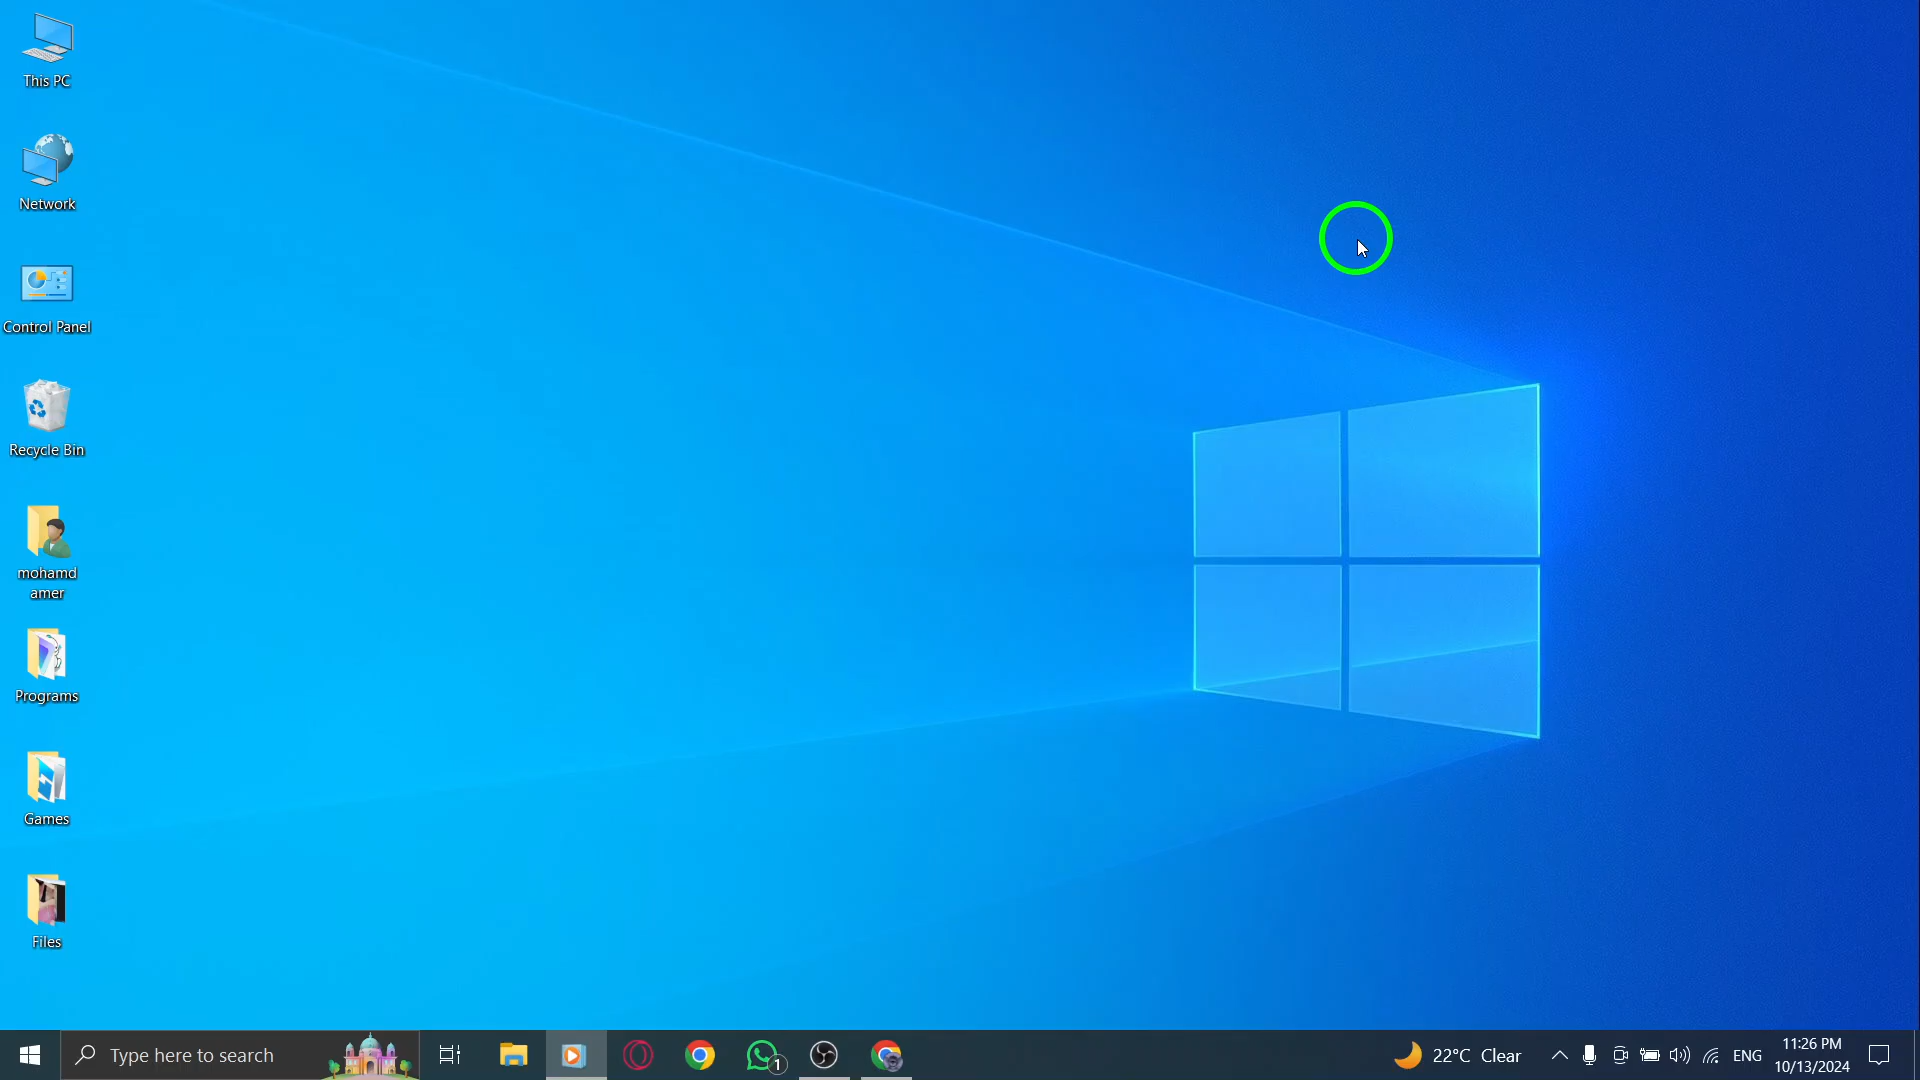 This PC
Network
Control Panel
Recycle Bin
mohamd
amer
Programs
Games
Files
Type here to search
1
22°C Clear
ENG
11:26 PM
10/13/2024